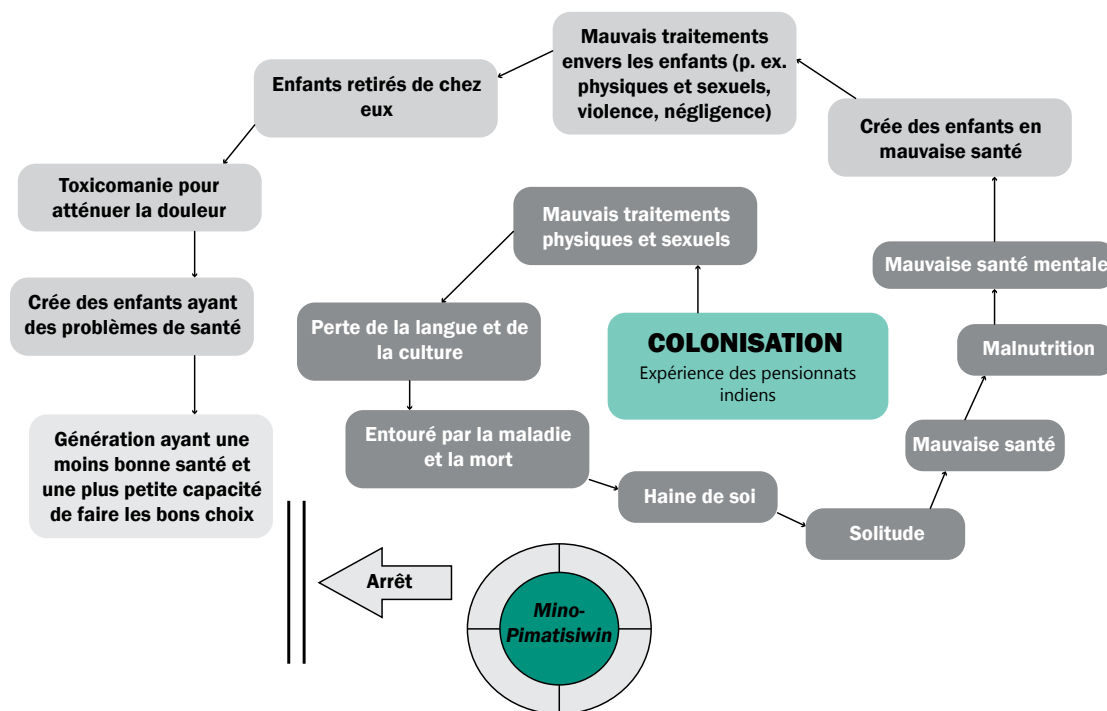 COLONISATION
Expérience des pensionnats
indiens
Mauvais traitements
physiques et sexuels
Perte de la langue et de
la culture
Entouré par la maladie
et la mort
Haine de soi
Solitude
Mauvaise santé
Malnutrition
Mauvaise santé mentale
Crée des enfants en
mauvaise santé
Mauvais traitements
envers les enfants (p. ex.
physiques et sexuels,
violence, négligence)
Enfants retirés de chez
eux
Toxicomanie pour
atténuer la douleur
Crée des enfants ayant
des problèmes de santé
Génération ayant une
moins bonne santé et
une plus petite capacité
de faire les bons choix
Arrêt
Mino-
Pimatisiwin